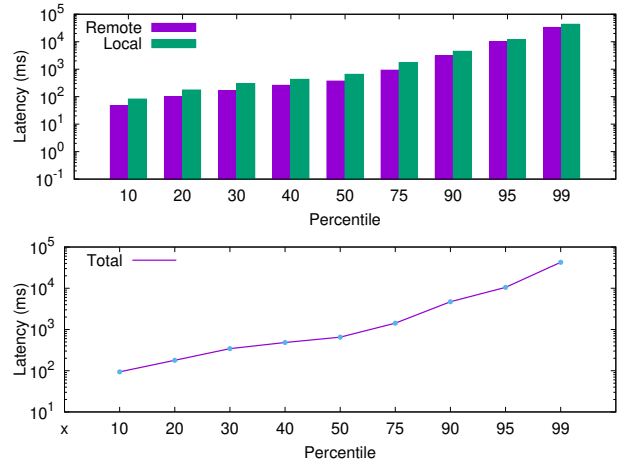 Latency (ms)
10^5
10^4
10^3
10^2
10^1
10^0
10^-1
Remote
Local
10 20 30 40 50 75 90 95 99
Percentile
Latency (ms)
10^5
10^4
10^3
10^2
10^1
Total
x 10 20 30 40 50 75 90 95 99
Percentile